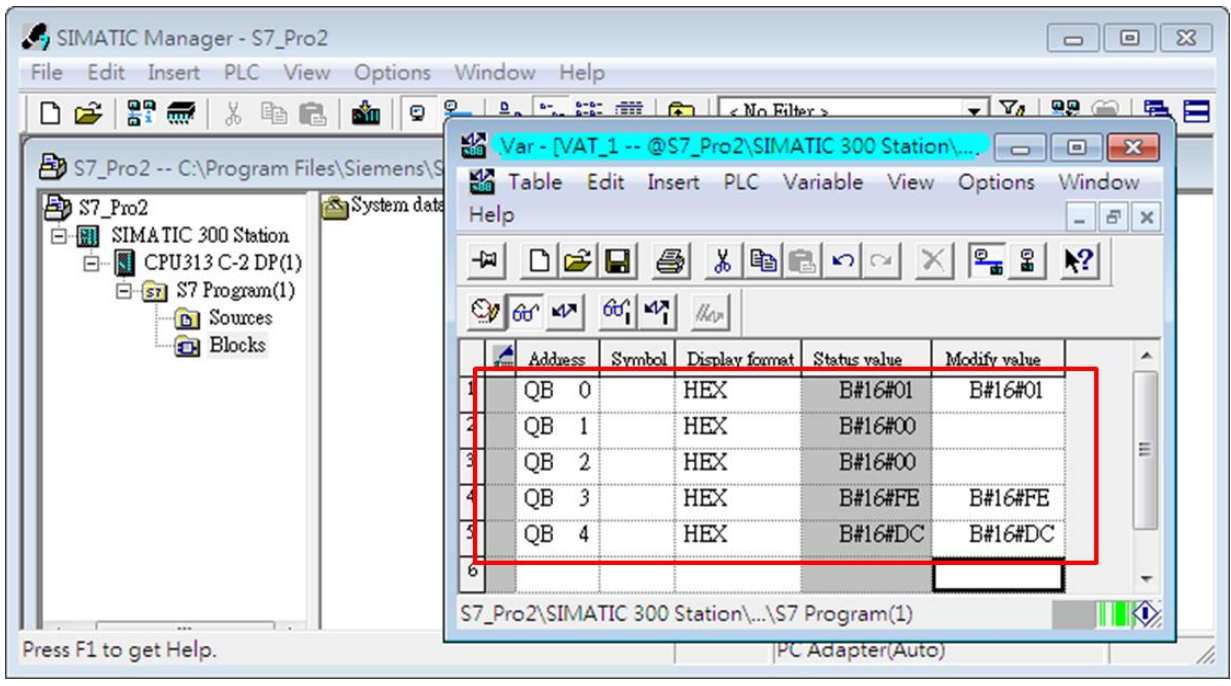 SIMATIC Manager - S7_Pro2
File Edit Insert PLC View Options Window Help
< No Filter >
S7_Pro2 -- C:\Program Files\Siemens\S
S7_Pro2
SIMATIC 300 Station
CPU313 C-2 DP(1)
S7 Program(1)
Sources
Blocks
System data
Var - [VAT_1 -- @S7_Pro2\SIMATIC 300 Station\...
Table Edit Insert PLC Variable View Options Window
Help
Address Symbol Display format Status value Modify value
1 QB 0 HEX B#16#01 B#16#01
2 QB 1 HEX B#16#00
3 QB 2 HEX B#16#00
4 QB 3 HEX B#16#FE B#16#FE
5 QB 4 HEX B#16#DC B#16#DC
6
S7_Pro2\SIMATIC 300 Station\...\S7 Program(1)
Press F1 to get Help.
PC Adapter(Auto)